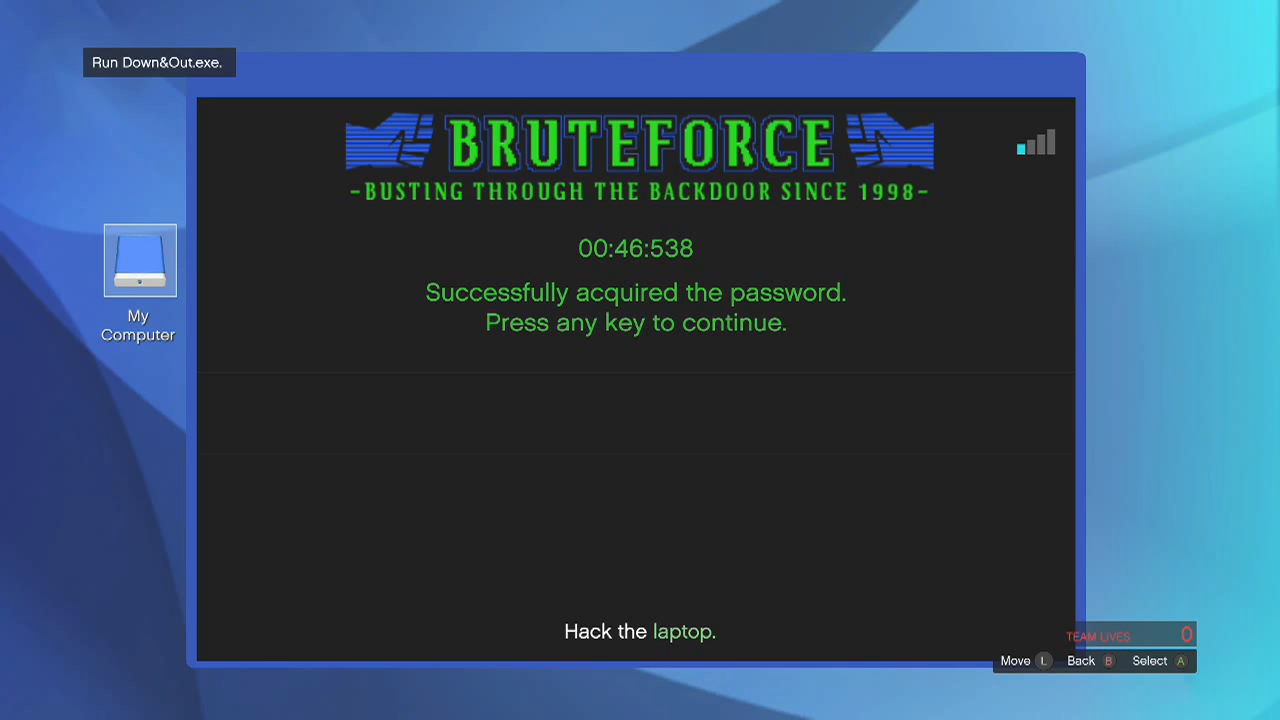 Run Down&Out.exe.
BRUTEFORCE
-BUSTING THROUGH THE BACKDOOR SINCE 1998-
00:46:538
Successfully acquired the password.
Press any key to continue.
My
Computer
Hack the laptop.
TEAM LIVES 0
Move L Back B Select A